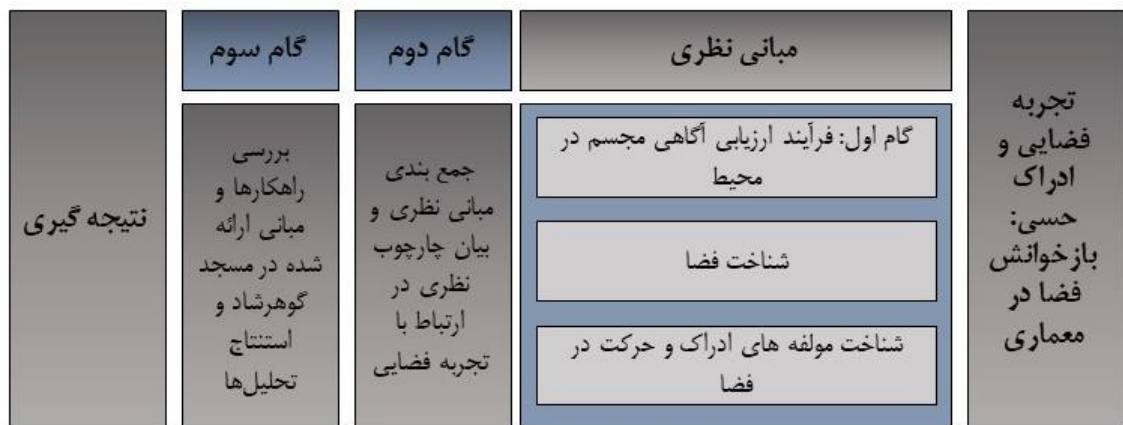 تجربه
فضایی و
ادراک
حسی:
بازخوانش
فضا در
معماری
مبانی نظری
گام اول: فرآیند ارزیابی آگاهی مجسم در
محیط
شناخت فضا
شناخت مولفه های ادراک و حرکت در
فضا
گام دوم
جمع بندی
مبانی نظری و
بیان چارچوب
نظری در
ارتباط با
تجربه فضایی
گام سوم
بررسی
راهکارها و
مبانی ارائه
شده در مسجد
گوهرشاد و
استنتاج
تحلیل‌ها
نتیجه گیری